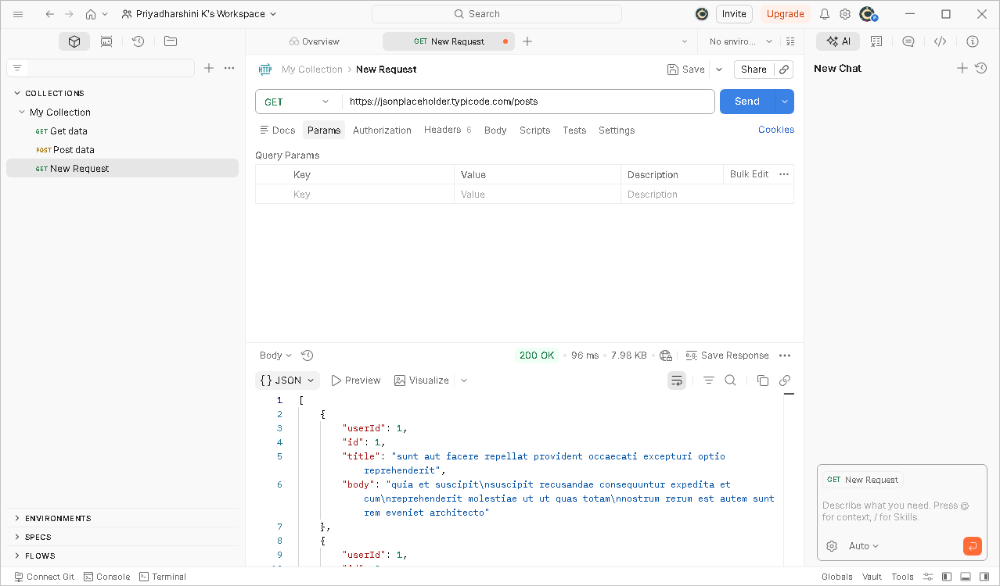 Priyadharshini K's Workspace
Search
Invite
Upgrade
Overview
GET New Request
No enviro...
AI
My Collection > New Request
Save
Share
New Chat
COLLECTIONS
My Collection
GET Get data
POST Post data
GET New Request
GET
https://jsonplaceholder.typicode.com/posts
Send
Docs
Params
Authorization
Headers 6
Body
Scripts
Tests
Settings
Cookies
Query Params
Key Value Description Bulk Edit
Key Value Description
Body
200 OK • 96 ms • 7.98 KB
e.g. Save Response
{ } JSON
Preview
Visualize
1 [
2 {
3 "userId": 1,
4 "id": 1,
5 "title": "sunt aut facere repellat provident occaecati excepturi optio
reprehenderit",
6 "body": "quia et suscipit\nsuscipit recusandae consequuntur expedita et
cum\nreprehenderit molestiae ut ut quas totam\nnostrum rerum est autem sunt
rem eveniet architecto"
7 },
8 {
9 "userId": 1,
GET New Request
Describe what you need. Press @
for context, / for Skills.
Auto
ENVIRONMENTS
SPECS
FLOWS
Connect Git
Console
Terminal
Globals
Vault
Tools